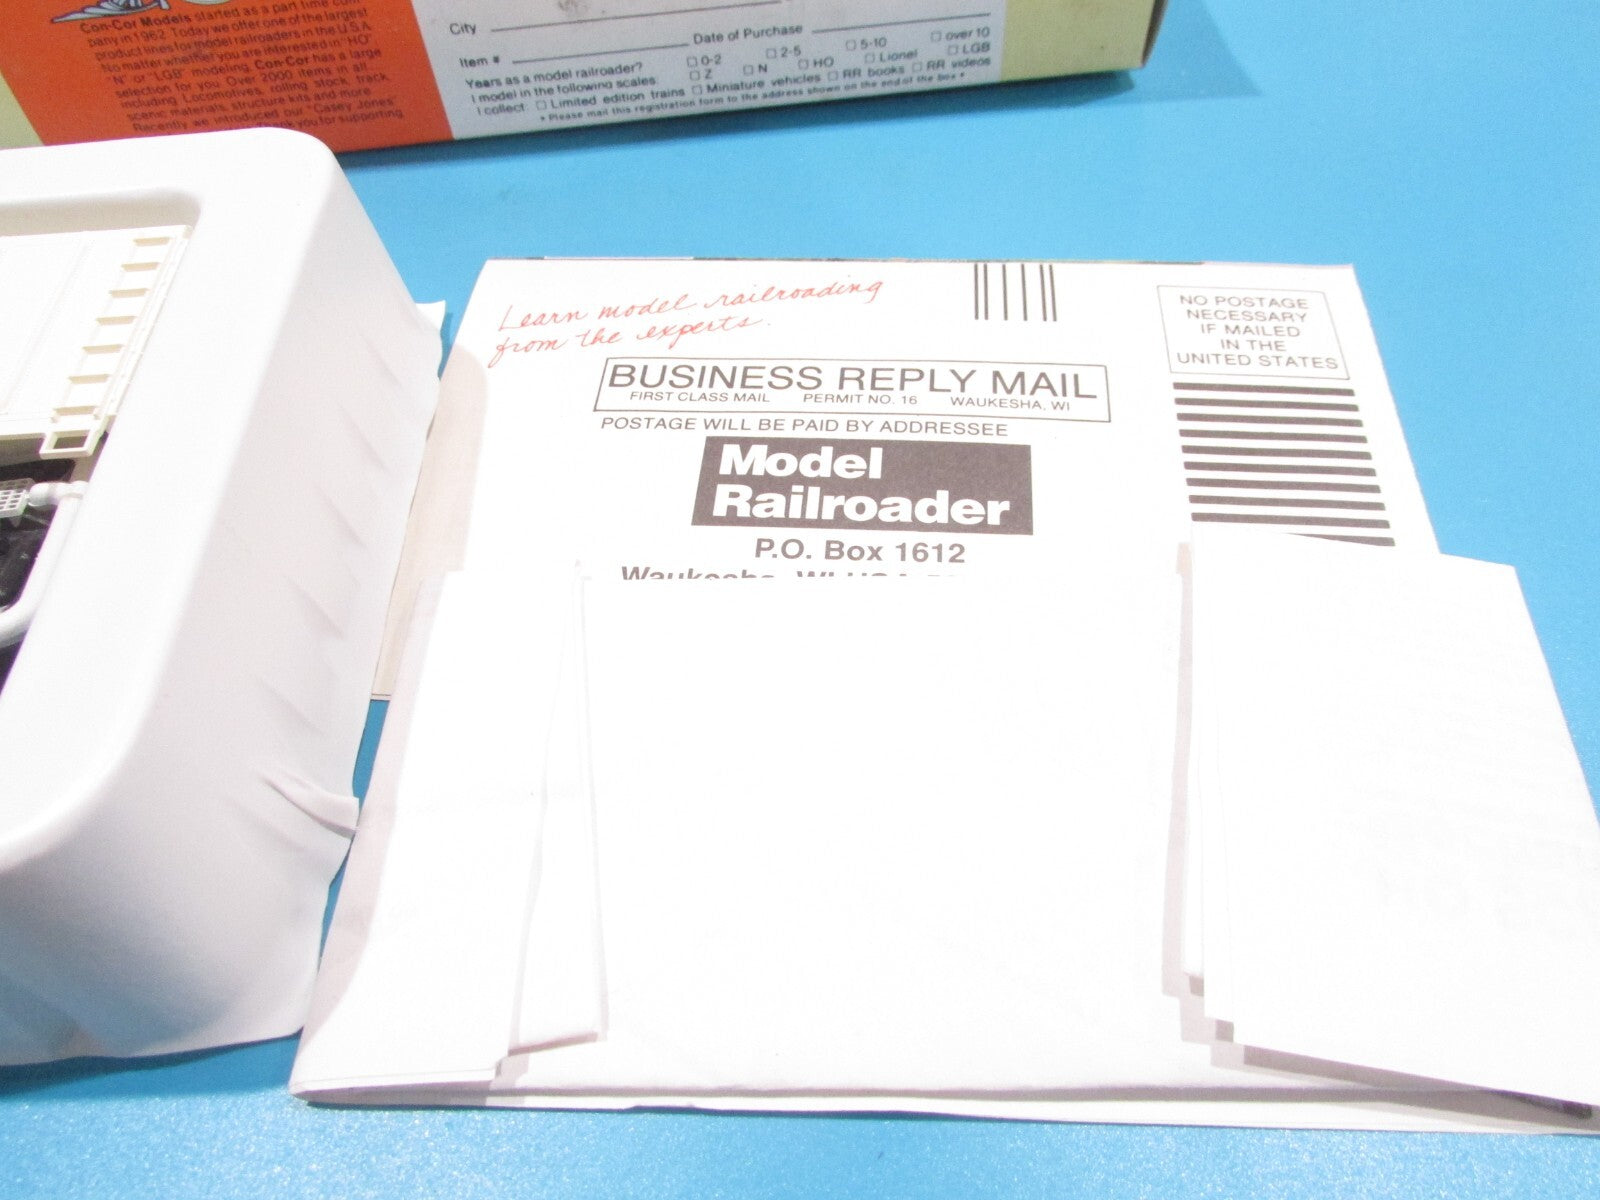 Con-Cor Models started as a part time com-
pany in 1962. Today we offer one of the largest
product lines for model railroaders in the U.S.A.
No matter whether you are interested in "HO"
"N" or "LGB" modeling, Con-Cor has a large
selection for you. Over 2000 items in all-
including Locomotives, rolling stock, track,
scenic materials, structure kits and more.
Recently we introduced our "Casey Jones"
Thank you for supporting
City
Item # Date of Purchase
Years as a model railroader? 0-2 2-5 5-10 over 10
I model in the following scales: Z N HO Lionel LGB
I collect: Limited edition trains Miniature vehicles RR books RR videos
* Please mail this registration form to the address shown on the end of the box *
Learn model railroading
from the experts.
NO POSTAGE
NECESSARY
IF MAILED
IN THE
UNITED STATES
BUSINESS REPLY MAIL
FIRST CLASS MAIL PERMIT NO. 16 WAUKESHA, WI
POSTAGE WILL BE PAID BY ADDRESSEE
Model
Railroader
P.O. Box 1612
Waukesha, WI USA